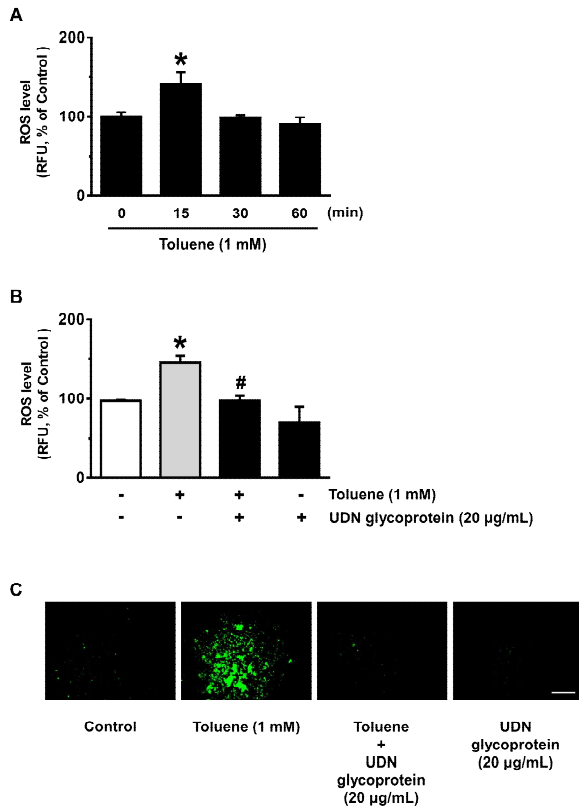 A
200
100
0
ROS level
(RFU, % of Control )
*
0 15 30 60 (min)
Toluene (1 mM)
B
200
100
0
ROS level
(RFU, % of Control )
*
#
- + + - Toluene (1 mM)
- - + + UDN glycoprotein (20 µg/mL)
C
Control
Toluene (1 mM)
Toluene
+
UDN
glycoprotein
(20 µg/mL)
UDN
glycoprotein
(20 µg/mL)